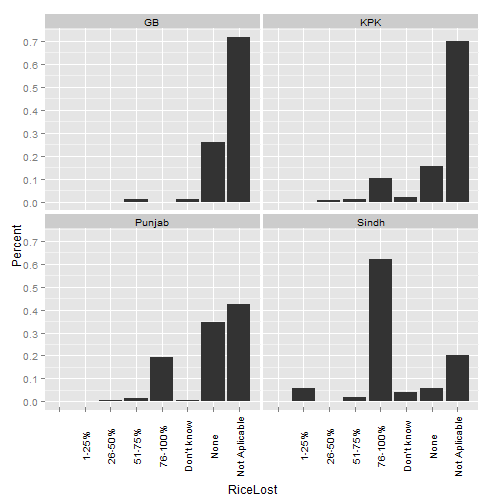 GB
KPK
0.7
0.6
0.5
0.4
0.3
0.2
0.1
0.0
Punjab
Sindh
0.7
0.6
0.5
0.4
0.3
0.2
0.1
0.0
Percent
1-25%
26-50%
51-75%
76-100%
Don't know
None
Not Aplicable
1-25%
26-50%
51-75%
76-100%
Don't know
None
Not Aplicable
RiceLost